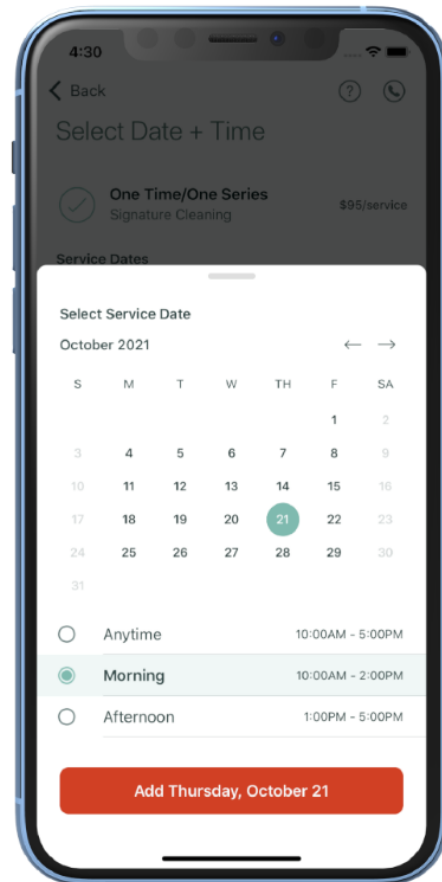 4:30
Back
Select Date + Time
One Time/One Series
Signature Cleaning
$95/service
Service Dates
Select Service Date
October 2021
S M T W TH F SA
1 2
3 4 5 6 7 8 9
10 11 12 13 14 15 16
17 18 19 20 21 22 23
24 25 26 27 28 29 30
31
Anytime 10:00AM - 5:00PM
Morning 10:00AM - 2:00PM
Afternoon 1:00PM - 5:00PM
Add Thursday, October 21